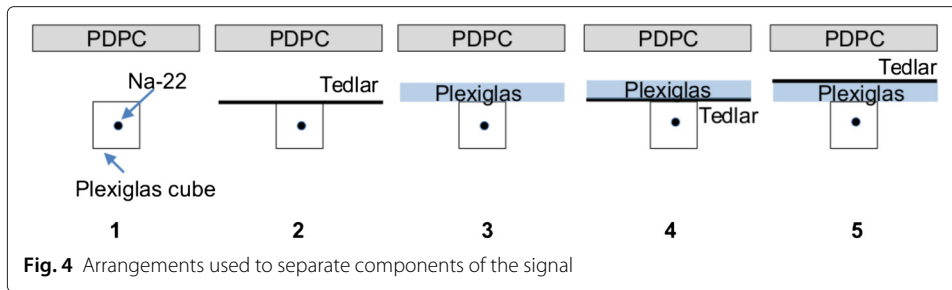 PDPC PDPC PDPC PDPC PDPC
Na-22 Tedlar Plexiglas Plexiglas Tedlar
Tedlar Plexiglas
Plexiglas cube
1 2 3 4 5
Fig. 4 Arrangements used to separate components of the signal